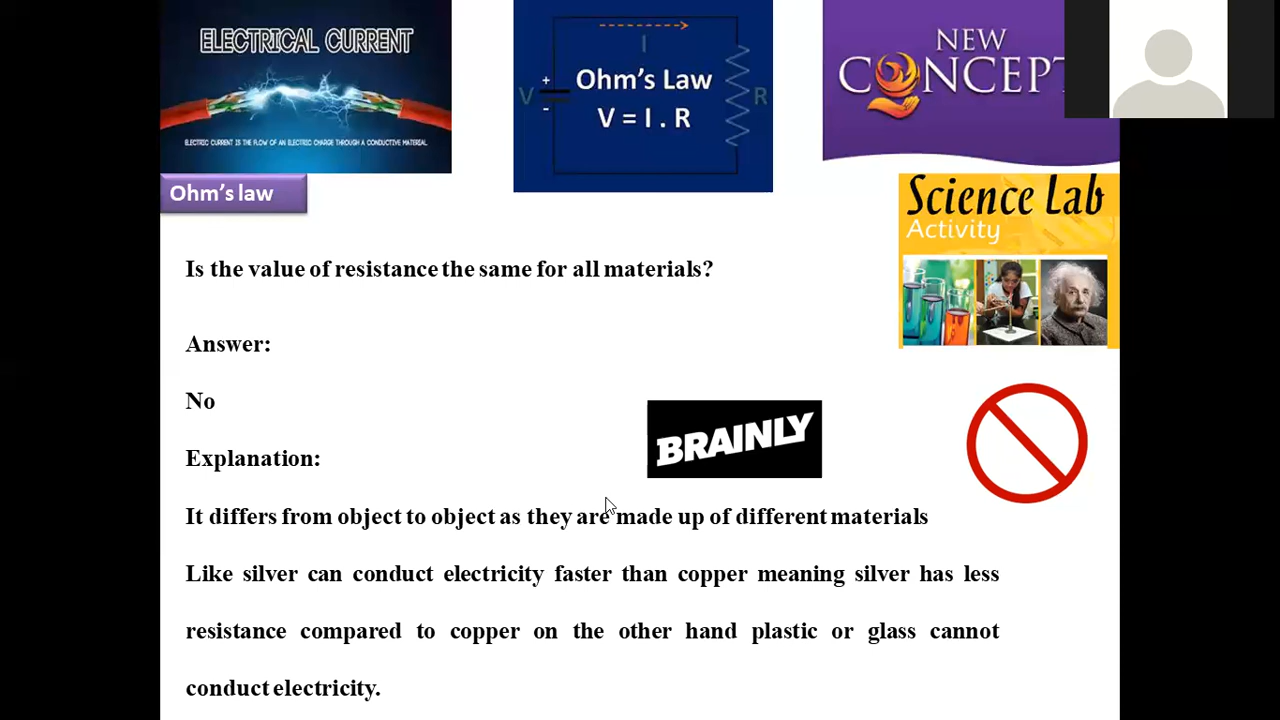 ELECTRICAL CURRENT
ELECTRIC CURRENT IS THE FLOW OF AN ELECTRIC CHARGE THROUGH A CONDUCTIVE MATERIAL.
I
+
Ohm's Law
V
R
-
V = I . R
NEW
CONCEPT
Ohm's law
Science Lab
Activity
Is the value of resistance the same for all materials?
Answer:
No
BRAINLY
Explanation:
It differs from object to object as they are made up of different materials
Like silver can conduct electricity faster than copper meaning silver has less
resistance compared to copper on the other hand plastic or glass cannot
conduct electricity.